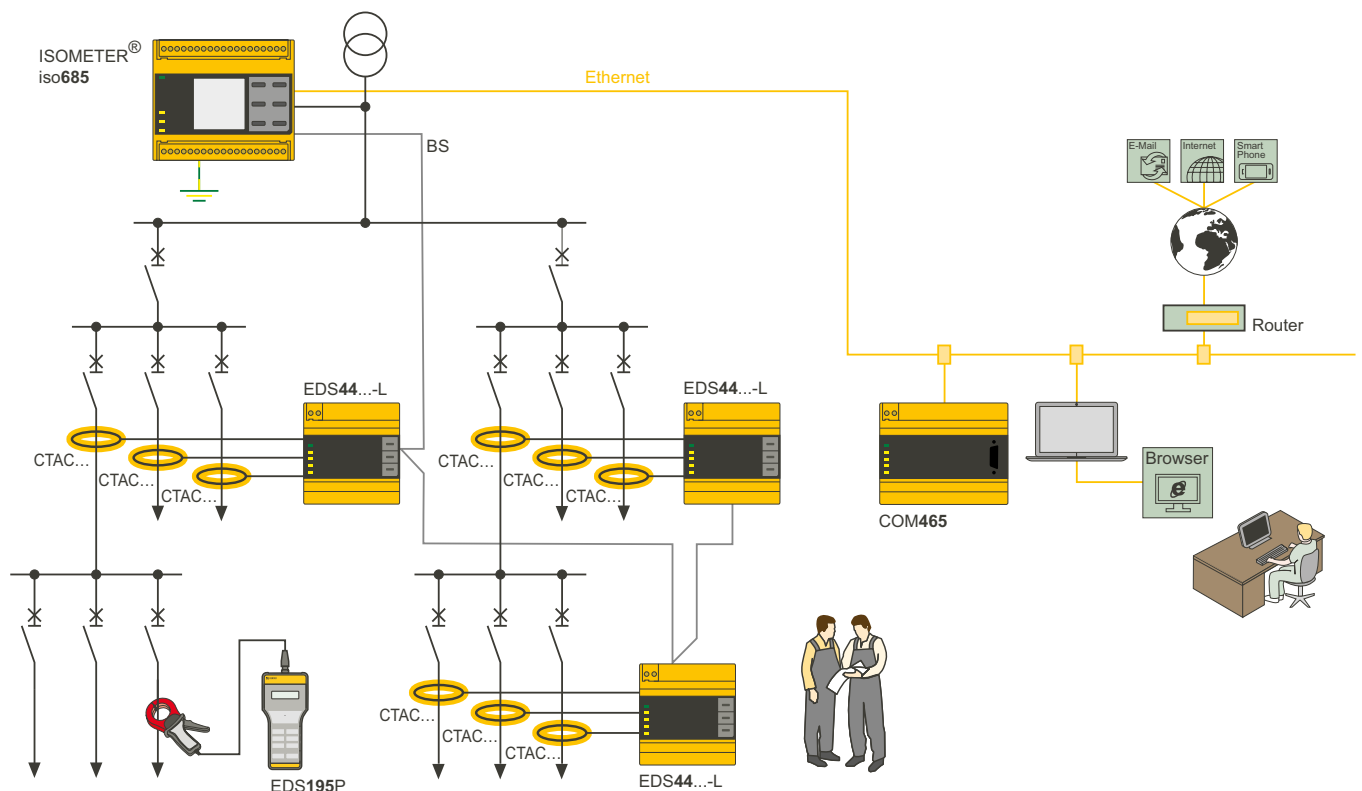 ISOMETER®
iso685
Ethernet
BS
E-Mail
Internet
Smart
Phone
Router
EDS44...-L
EDS44...-L
CTAC...
CTAC...
CTAC...
CTAC...
CTAC...
CTAC...
COM465
Browser
CTAC...
CTAC...
CTAC...
EDS195P
EDS44...-L